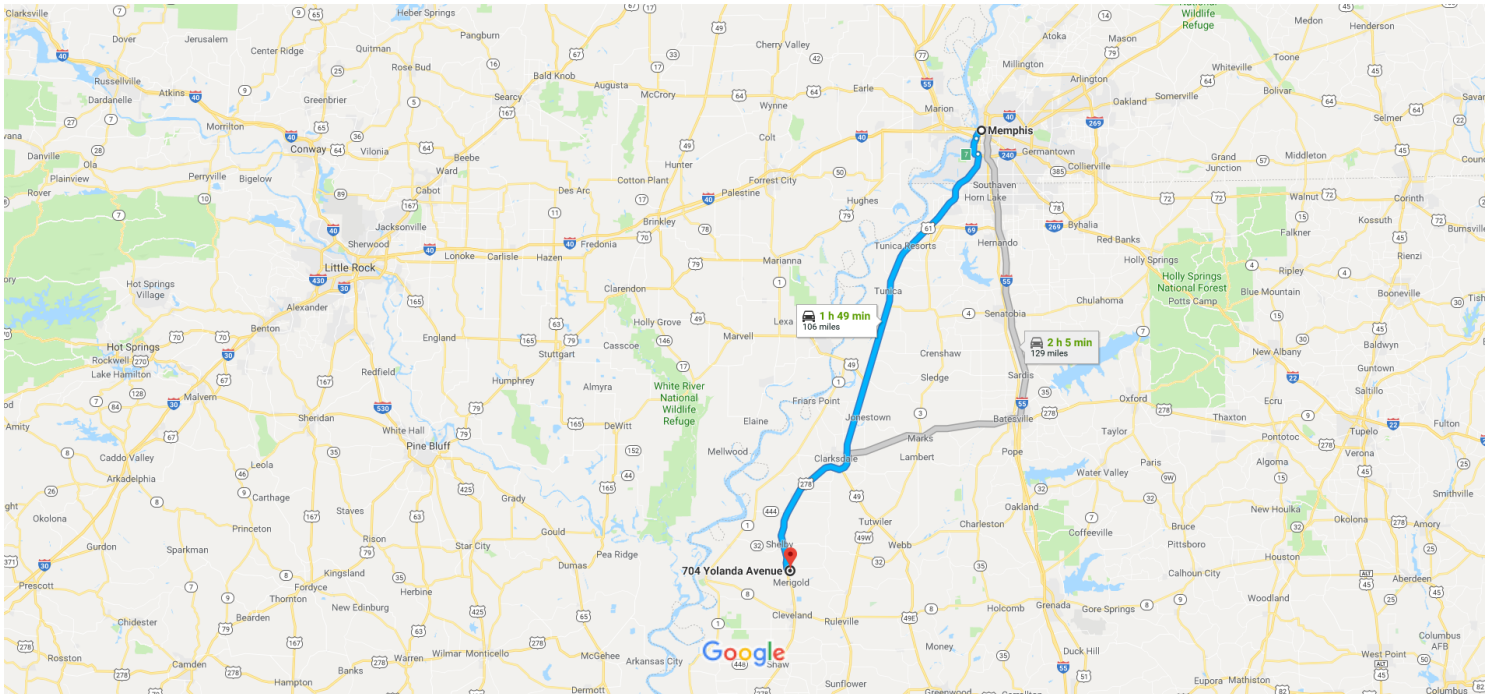 Clarksville
Dover
Jerusalem
Center Ridge
Quitman
Heber Springs
Pangburn
Cherry Valley
National
Wildlife
Refuge
Medon
Henderson
Atoka
Mason
Toone
Millington
Arlington
Whiteville
Bolivar
Russellville
Atkins
Dardanelle
Greenbrier
Rose Bud
Searcy
Bald Knob
Augusta
McCrory
Wynne
Earle
Marion
Oakland
Somerville
Selmer
Morrilton
Conway
Vilonia
Beebe
Ward
Cabot
Hunter
Colt
Memphis
Germantown
Collierville
Grand
Junction
Middleton
Danville
Ola
Plainview
Rover
Perryville
Bigelow
Des Arc
Cotton Plant
Forrest City
Palestine
Hughes
Southaven
Horn Lake
Walnut
Corinth
Jacksonville
Sherwood
Brinkley
Byhalia
Kossuth
Burnsville
Little Rock
Lonoke
Carlisle
Hazen
Fredonia
Marianna
Tunica Resorts
Hernando
Red Banks
Falkner
Rienzi
Hot Springs
Village
Alexander
Benton
Clarendon
Tunica
Holly Springs
Holly Springs
National Forest
Potts Camp
Ripley
Blue Mountain
Booneville
Chulahoma
Senatobia
1 h 49 min
106 miles
Holly Grove
Lexa
Marvell
2 h 5 min
129 miles
Hot Springs
Rockwell
Lake Hamilton
England
Stuttgart
Casscoe
Crenshaw
Sledge
Sardis
New Albany
Baldwyn
Guntown
Saltillo
Malvern
Redfield
Humphrey
Almyra
White River
National
Wildlife
Refuge
Friars Point
Jonestown
Batesville
Oxford
Ecru
Thaxton
Pontotoc
Tupelo
Fulton
Amity
Sheridan
White Hall
Pine Bluff
DeWitt
Elaine
Mellwood
Clarksdale
Marks
Lambert
Taylor
Pope
Water Valley
Paris
Algoma
Verona
Caddo Valley
Arkadelphia
Leola
Carthage
Grady
Gould
Okolona
Princeton
Staves
Rison
Star City
Tutwiler
Webb
Charleston
Oakland
Coffeeville
Bruce
Pittsboro
New Houlka
Okolona
Smithville
Amory
Houston
Gurdon
Sparkman
Kingsland
Fordyce
Thornton
Herbine
New Edinburg
Dumas
Pea Ridge
Shelby
704 Yolanda Avenue
Merigold
Calhoun City
Aberdeen
Prescott
Chidester
Bearden
Cleveland
Ruleville
Holcomb
Grenada
Gore Springs
Woodland
Rosston
Camden
Hampton
Banks
Warren
Wilmar
Monticello
McGehee
Dermott
Arkansas City
Google
Shaw
Sunflower
Money
Greenwood
Duck Hill
Eupora
Mathiston
West Point
Columbus
AFB
Columbus